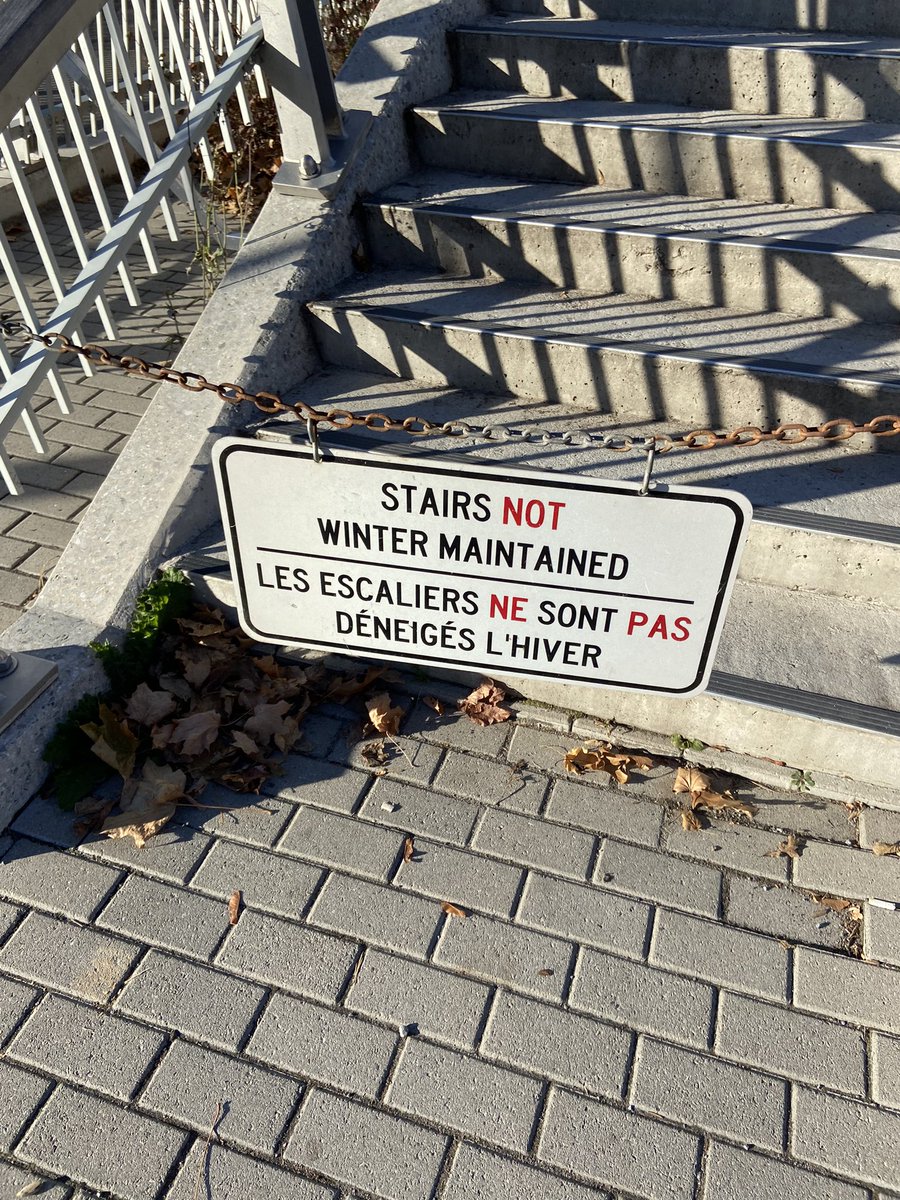 STAIRS NOT
WINTER MAINTAINED
LES ESCALIERS NE SONT PAS
DÉNEIGÉS L'HIVER